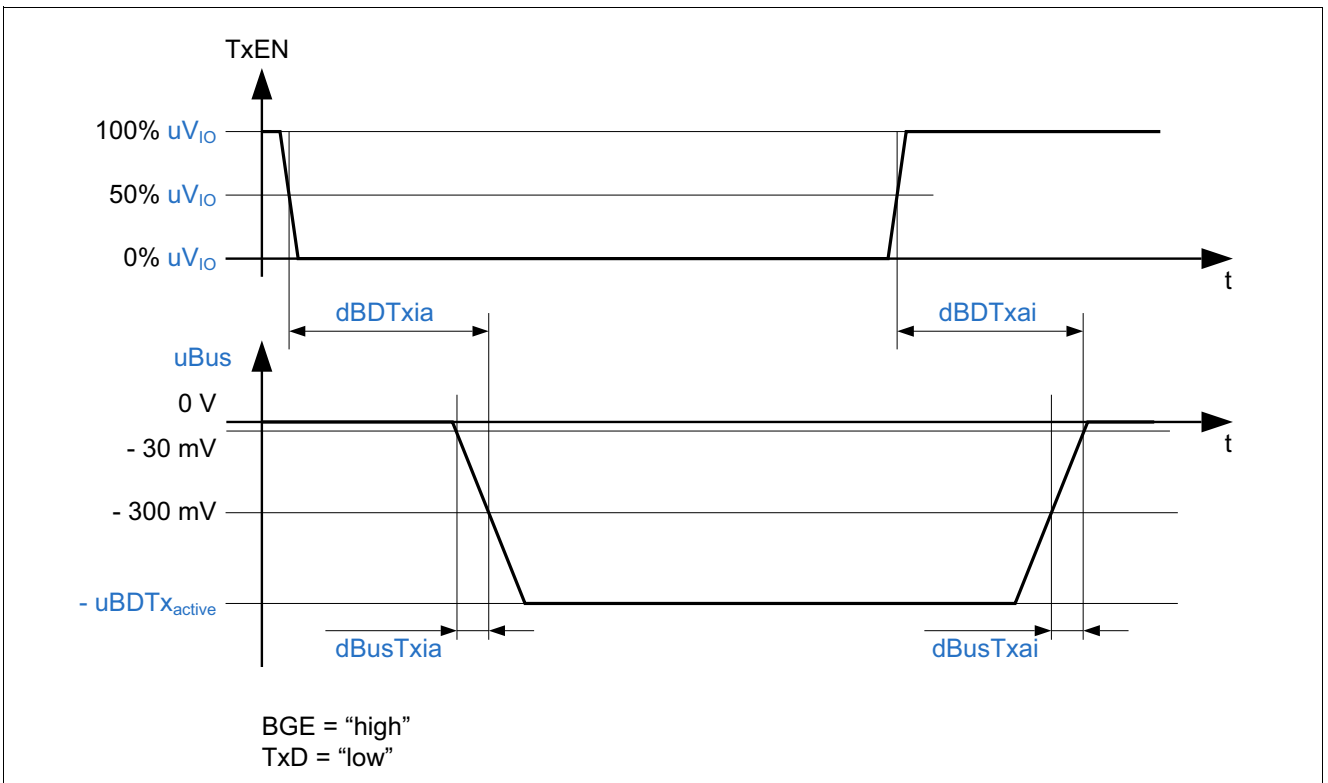 TxEN
100% uVIO
50% uVIO
0% uVIO
t
dBDTxia
dBDTxai
uBus
0 V
- 30 mV
t
- 300 mV
- uBDTxactive
dBusTxia
dBusTxai
BGE = “high”
TxD = “low”